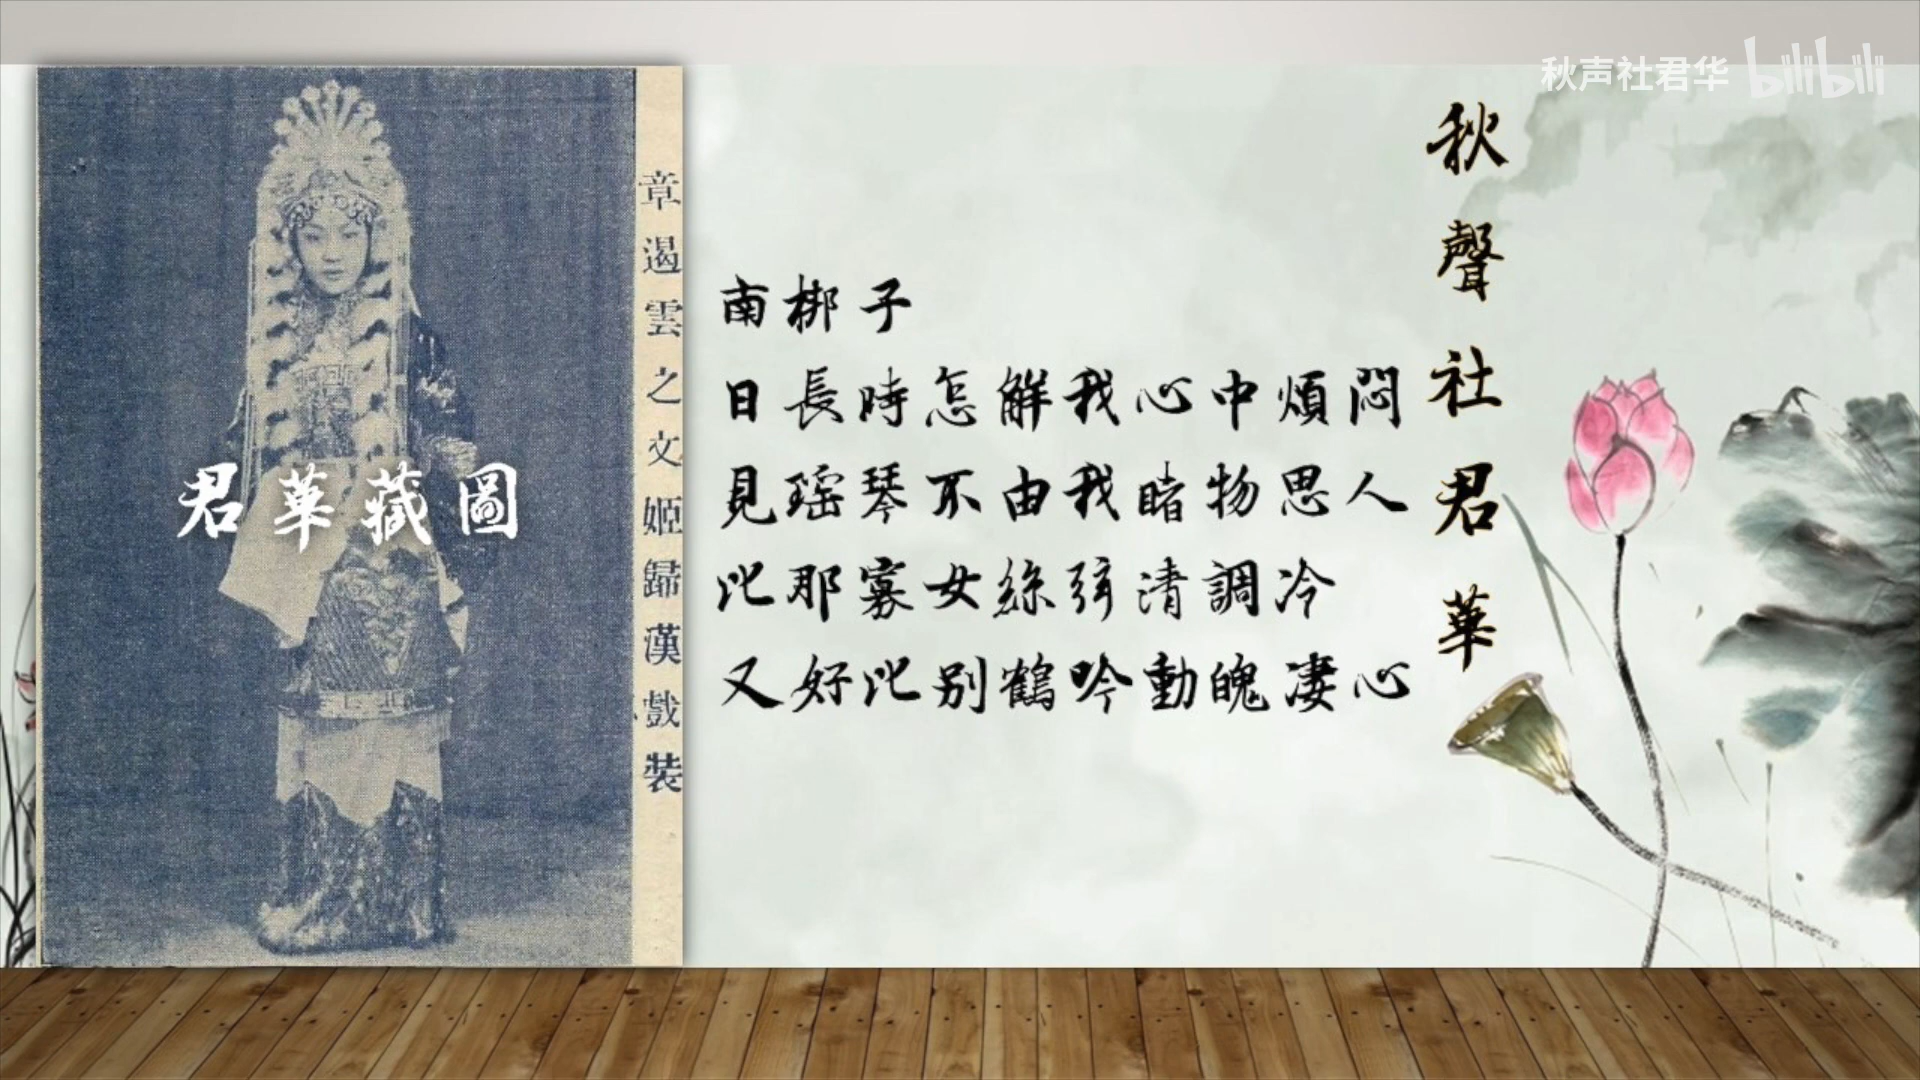 秋声社君华 bilibili
章遏雲之文姬歸漢戲裝
君華藏圖
南梆子
日長時怎解我心中煩悶
見瑶琴不由我睹物思人
比那寡女絲弦清調冷
又好比别鶴吟動魄凄心
秋聲社君華